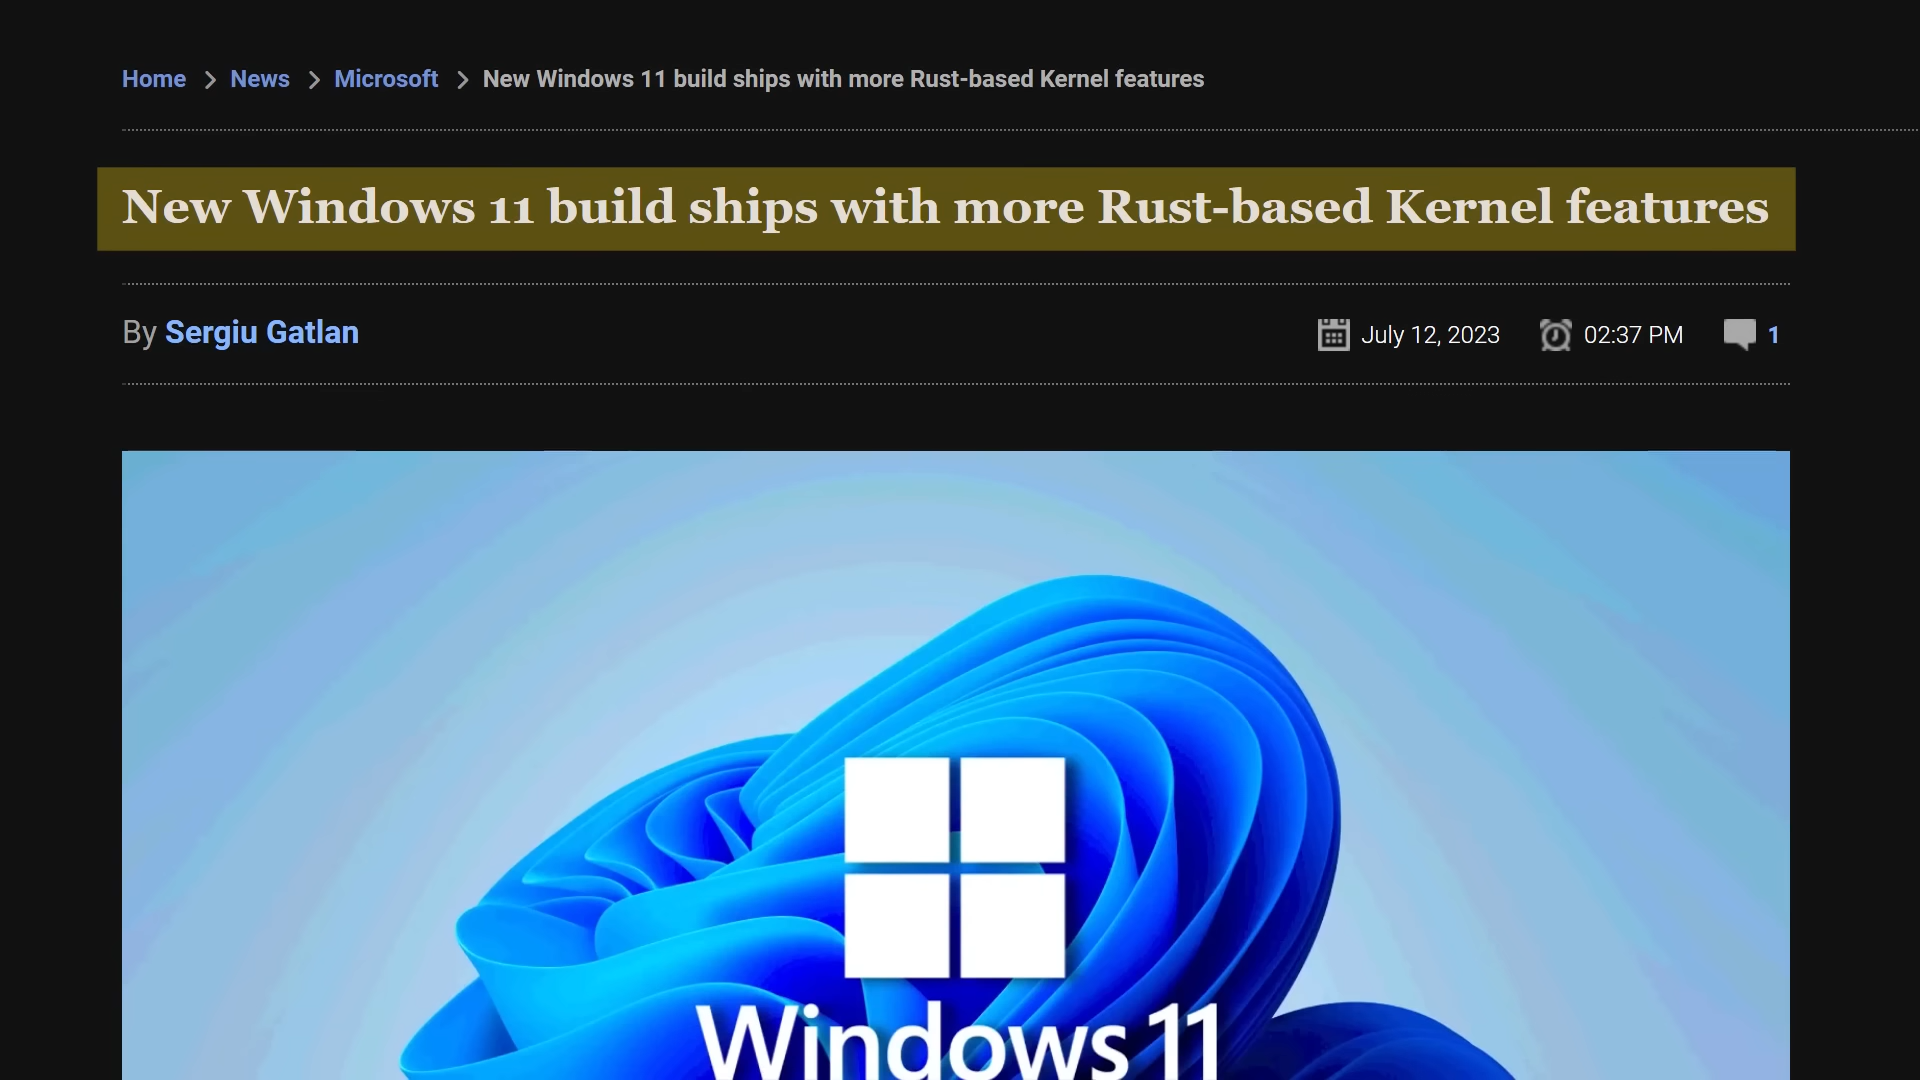 Home > News > Microsoft > New Windows 11 build ships with more Rust-based Kernel features
New Windows 11 build ships with more Rust-based Kernel features
By Sergiu Gatlan July 12, 2023 02:37 PM 1
Windows 11